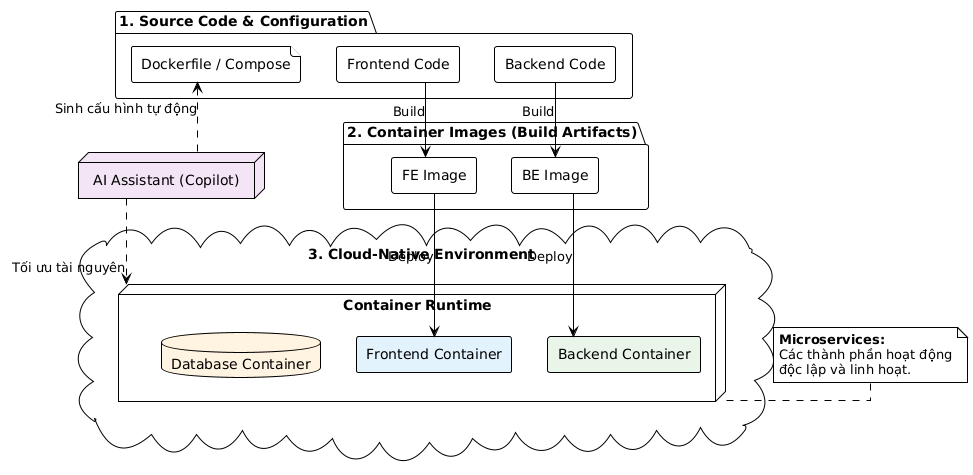 1. Source Code & Configuration
Dockerfile / Compose
Frontend Code
Backend Code
Sinh cấu hình tự động
Build
Build
2. Container Images (Build Artifacts)
AI Assistant (Copilot)
FE Image
BE Image
3. Cloud-Native Environment
Deploy
Deploy
Tối ưu tài nguyên
Container Runtime
Database Container
Frontend Container
Backend Container
Microservices:
Các thành phần hoạt động
độc lập và linh hoạt.